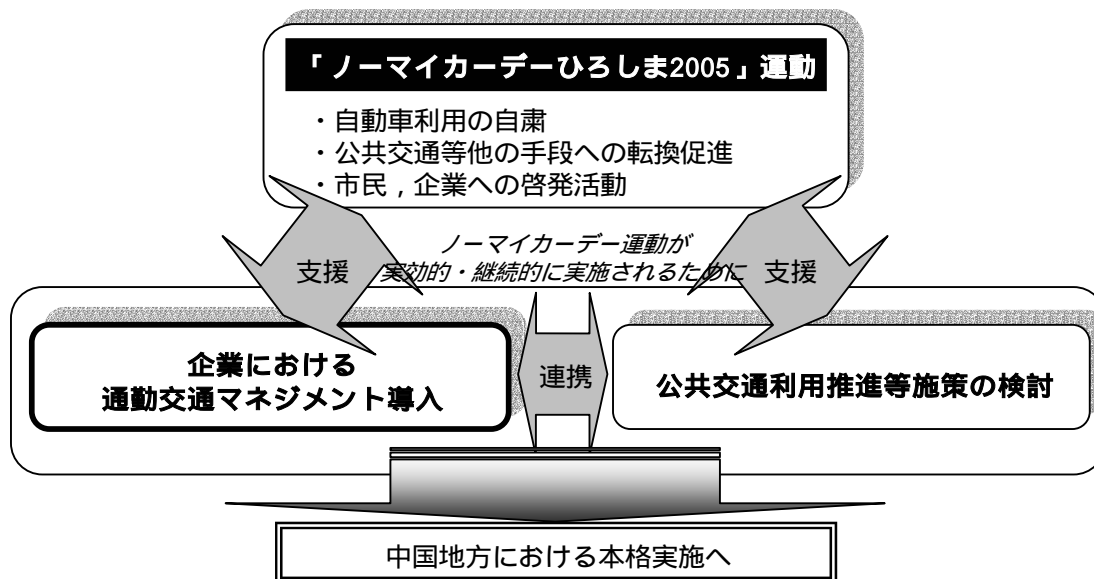 「ノーマイカーデーひろしま2005」運動
・自動車利用の自粛
・公共交通等他の手段への転換促進
・市民，企業への啓発活動
ノーマイカーデー運動が
実効的・継続的に実施されるために
支援
支援
企業における
通勤交通マネジメント導入
連携
公共交通利用推進等施策の検討
中国地方における本格実施へ